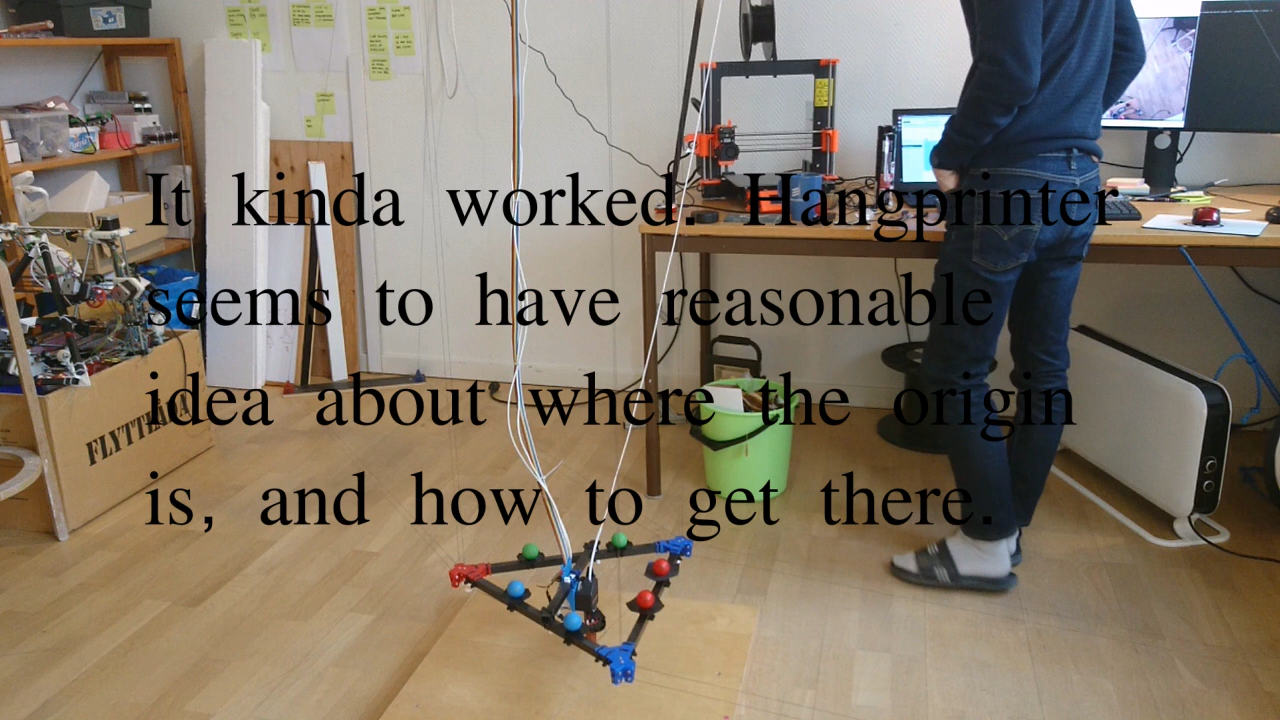 It kinda worked. Hangprinter
seems to have reasonable
idea about where the origin
is, and how to get there.